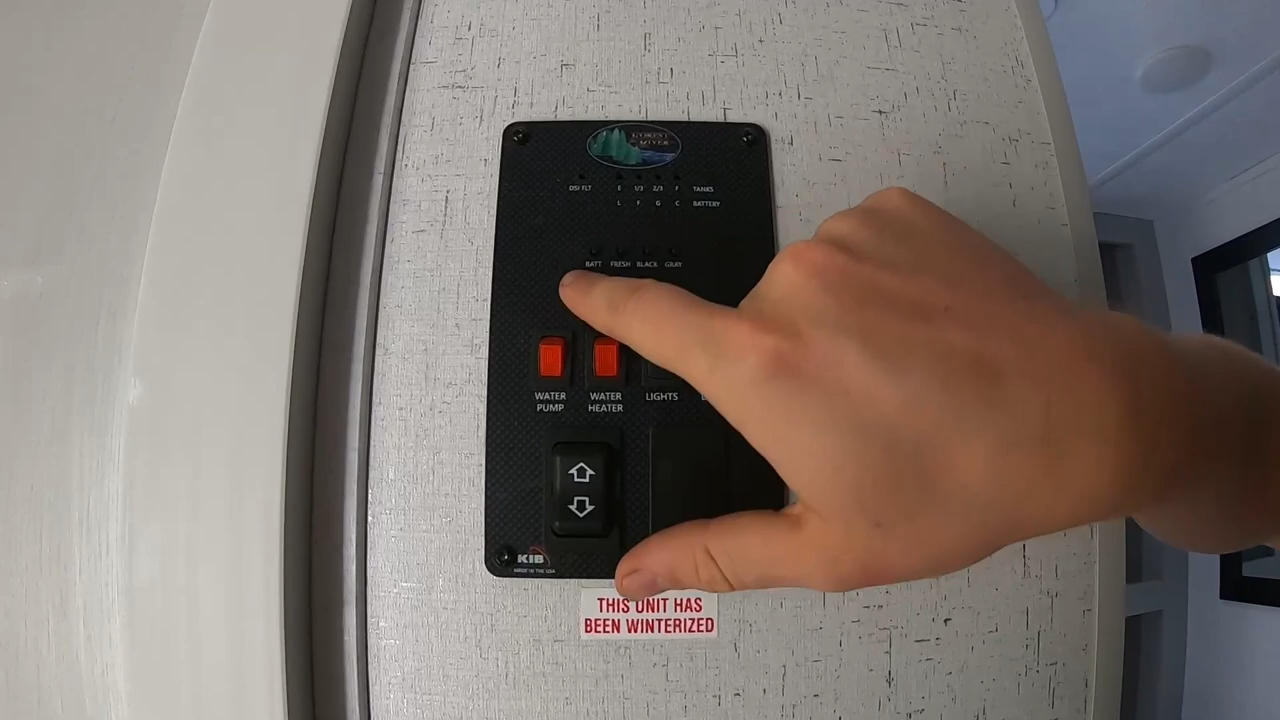 FOREST
RIVER
DSI FLT E 1/3 2/3 F TANKS
L F G C BATTERY
BATT FRESH BLACK GRAY
WATER PUMP
WATER HEATER
LIGHTS
KIB
MADE IN THE USA
THIS UNIT HAS
BEEN WINTERIZED